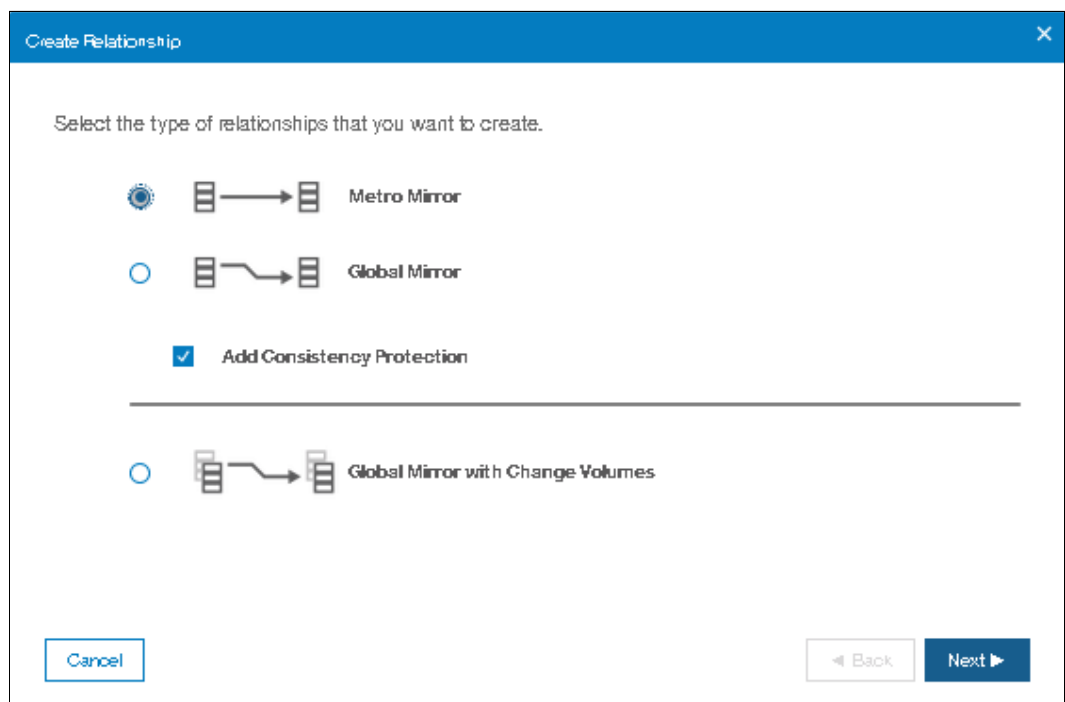 Create Relationship
Select the type of relationships that you want to create.
Metro Mirror
Global Mirror
Add Consistency Protection
Global Mirror with Change Volumes
Cancel
Back
Next